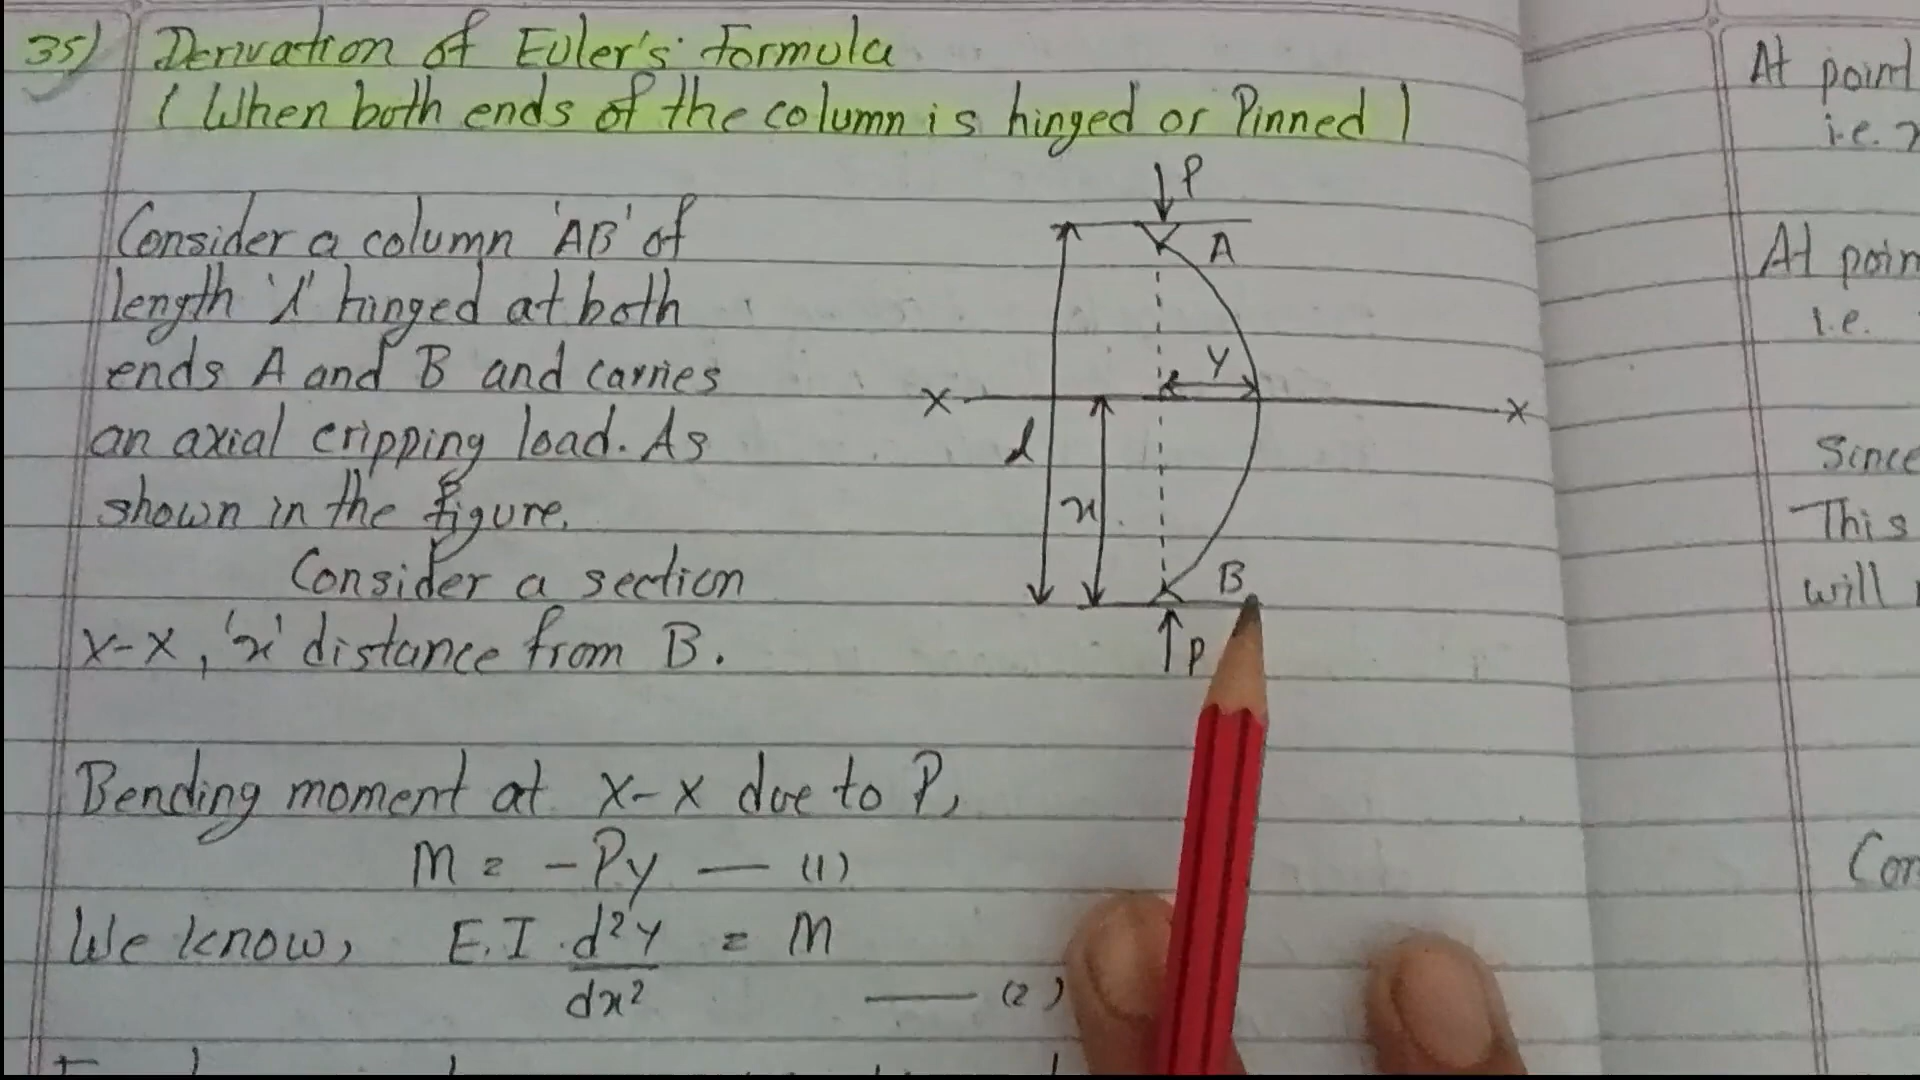 35) Derivation of Euler's formula
(When both ends of the column is hinged or Pinned)
Consider a column 'AB' of
length 'l' hinged at both
ends A and B and carries
an axial cripping load. As
shown in the figure.
Consider a section
X-X, 'x' distance from B.
P
A
y
X
X
l
x
B
P
Bending moment at X-X due to P,
M = -Py — (1)
We know, E.I. d²y = M
dx² — (2)
At point
i.e.
At poin
i.e.
Since
This
will
Con